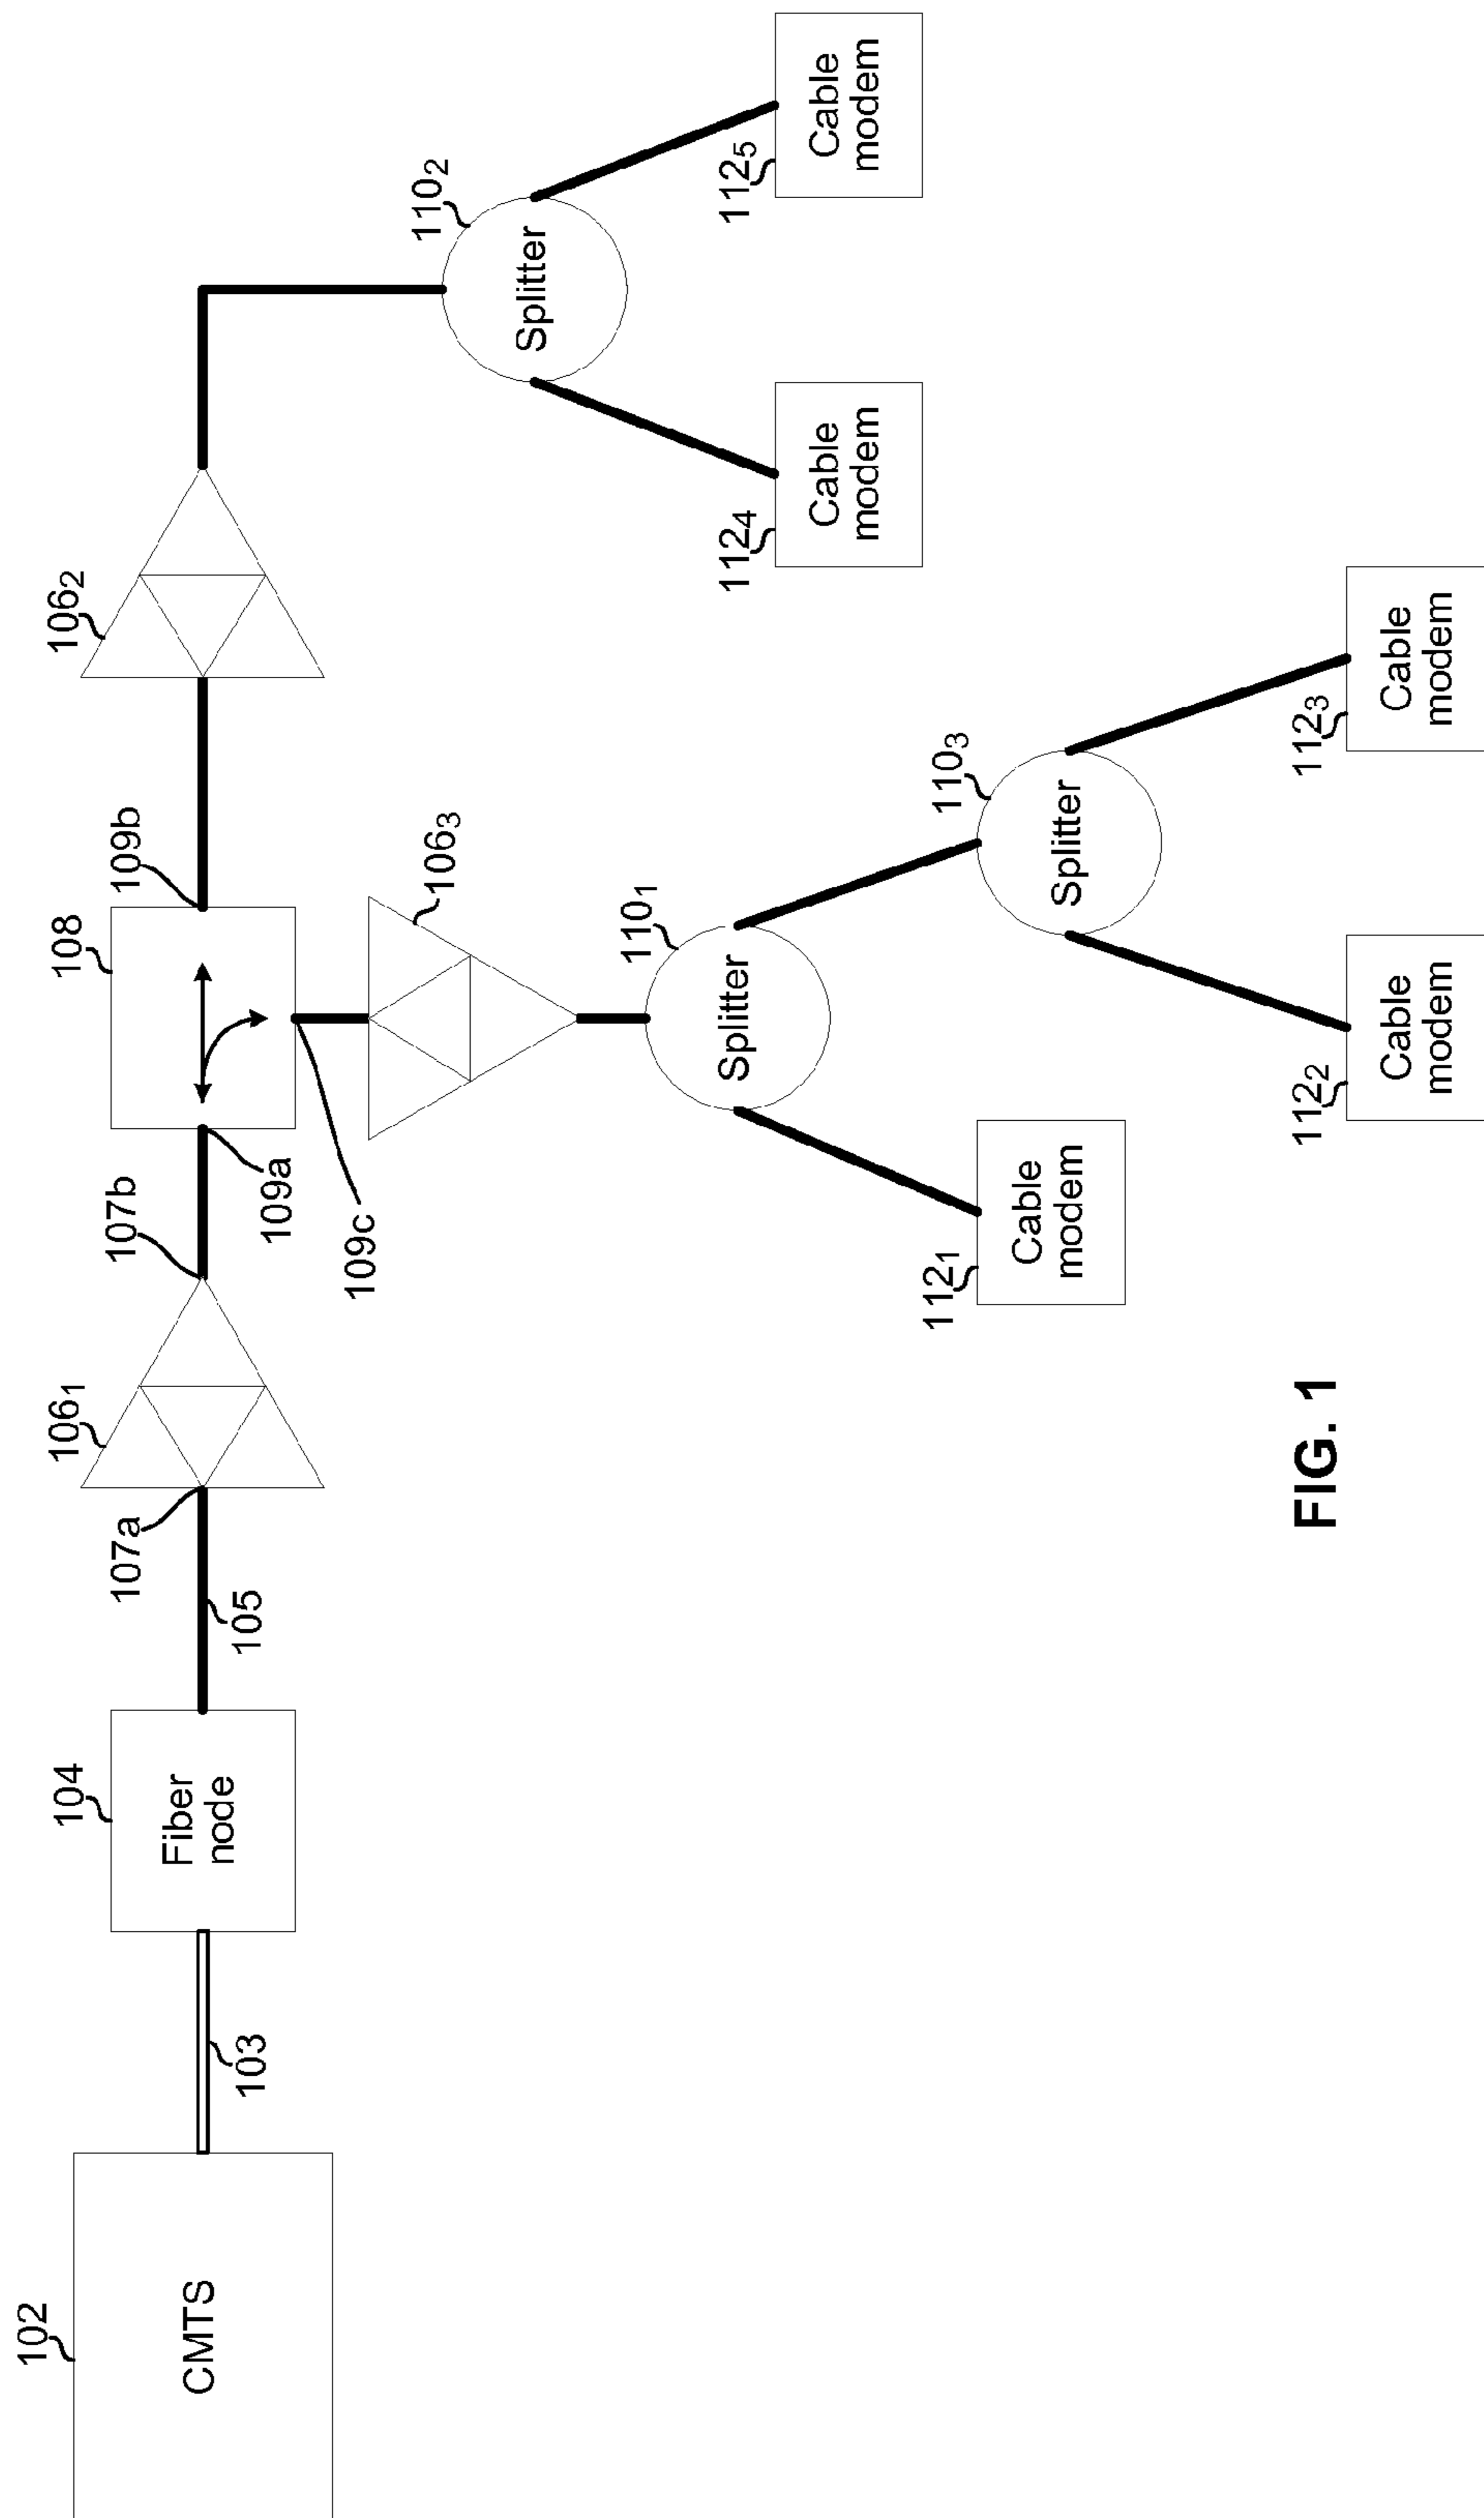 102
CMTS
103
104
Fiber
node
105
107a
106₁
107b
109a
109c
108
109b
106₂
106₃
110₁
Splitter
110₂
Splitter
110₃
Splitter
112₁
Cable
modem
112₂
Cable
modem
112₃
Cable
modem
112₄
Cable
modem
112₅
Cable
modem
FIG. 1